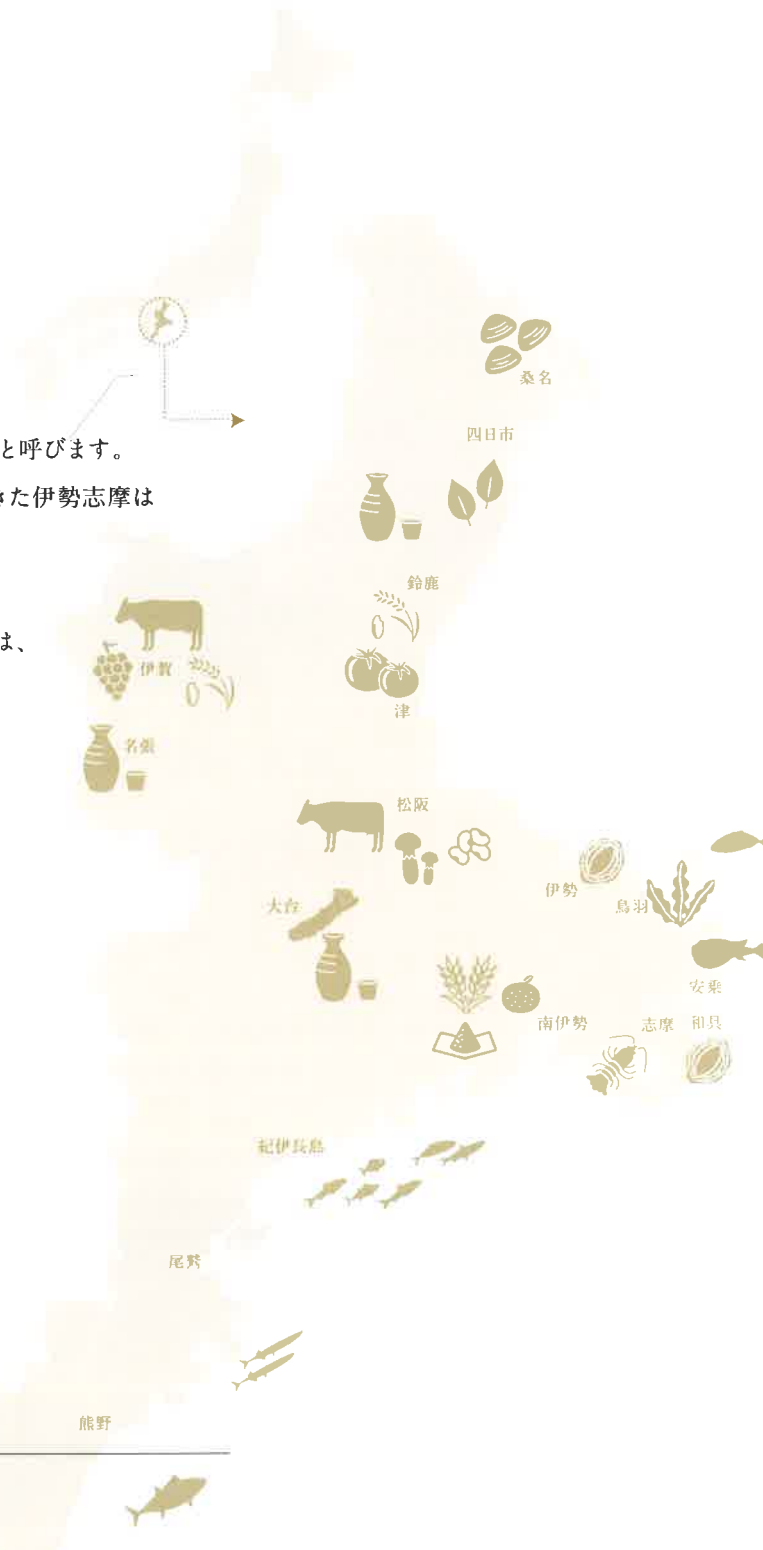 と呼びます。
きた伊勢志摩は
は、
桑名
四日市
鈴鹿
伊賀
津
名張
松阪
伊勢
大台
鳥羽
安乗
南伊勢
志摩
和具
紀伊長島
尾鷲
熊野